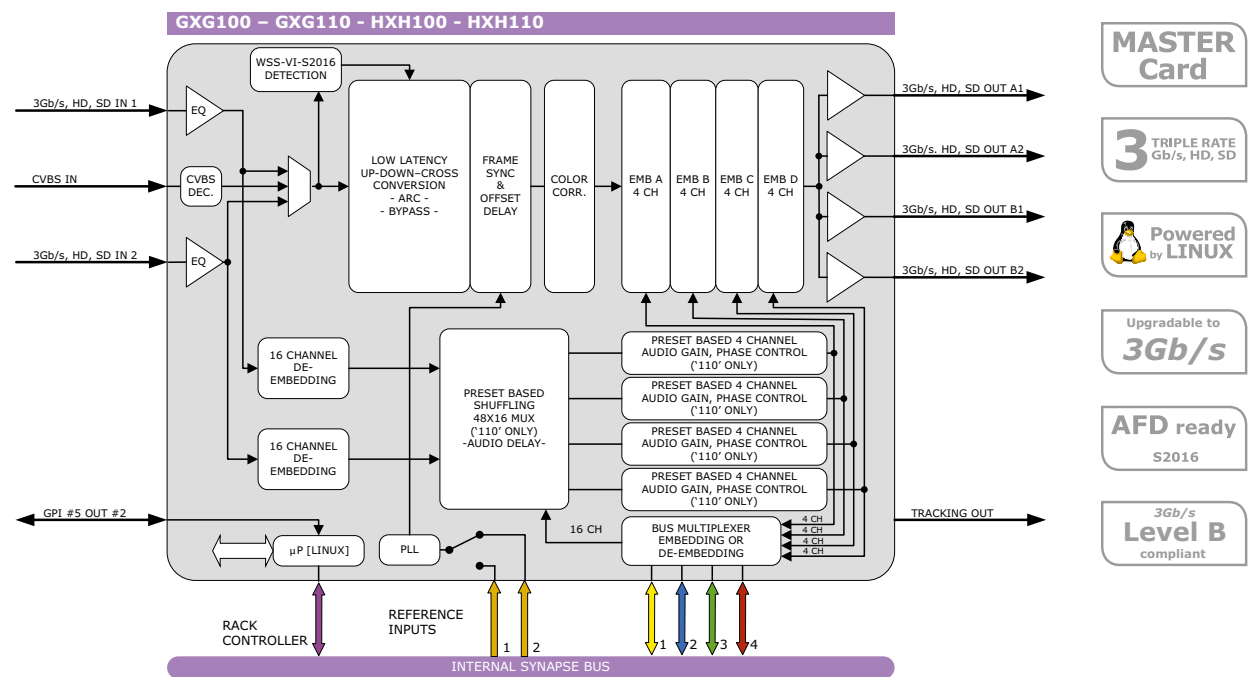 GXG100 – GXG110 - HXH100 - HXH110
WSS-VI-S2016
DETECTION
3Gb/s, HD, SD IN 1
EQ
CVBS IN
CVBS
DEC.
3Gb/s, HD, SD IN 2
EQ
LOW LATENCY
UP-DOWN–CROSS
CONVERSION
- ARC -
- BYPASS -
FRAME
SYNC
&
OFFSET
DELAY
COLOR
CORR.
EMB A
4 CH
EMB B
4 CH
EMB C
4 CH
EMB D
4 CH
3Gb/s, HD, SD OUT A1
3Gb/s. HD, SD OUT A2
3Gb/s, HD, SD OUT B1
3Gb/s, HD, SD OUT B2
16 CHANNEL
DE-
EMBEDDING
16 CHANNEL
DE-
EMBEDDING
PRESET BASED
SHUFFLING
48X16 MUX
(‘110’ ONLY)
-AUDIO DELAY-
PRESET BASED 4 CHANNEL
AUDIO GAIN, PHASE CONTROL
(‘110’ ONLY)
PRESET BASED 4 CHANNEL
AUDIO GAIN, PHASE CONTROL
(‘110’ ONLY)
PRESET BASED 4 CHANNEL
AUDIO GAIN, PHASE CONTROL
(‘110’ ONLY)
PRESET BASED 4 CHANNEL
AUDIO GAIN, PHASE CONTROL
(‘110’ ONLY)
GPI #5 OUT #2
µP [LINUX]
PLL
16 CH
BUS MULTIPLEXER
EMBEDDING OR
DE-EMBEDDING
4 CH
4 CH
4 CH
4 CH
TRACKING OUT
RACK
CONTROLLER
REFERENCE
INPUTS
1
2
1
2
3
4
INTERNAL SYNAPSE BUS
MASTER
Card
3 TRIPLE RATE
Gb/s, HD, SD
Powered
by LINUX
Upgradable to
3Gb/s
AFD ready
S2016
3Gb/s
Level B
compliant